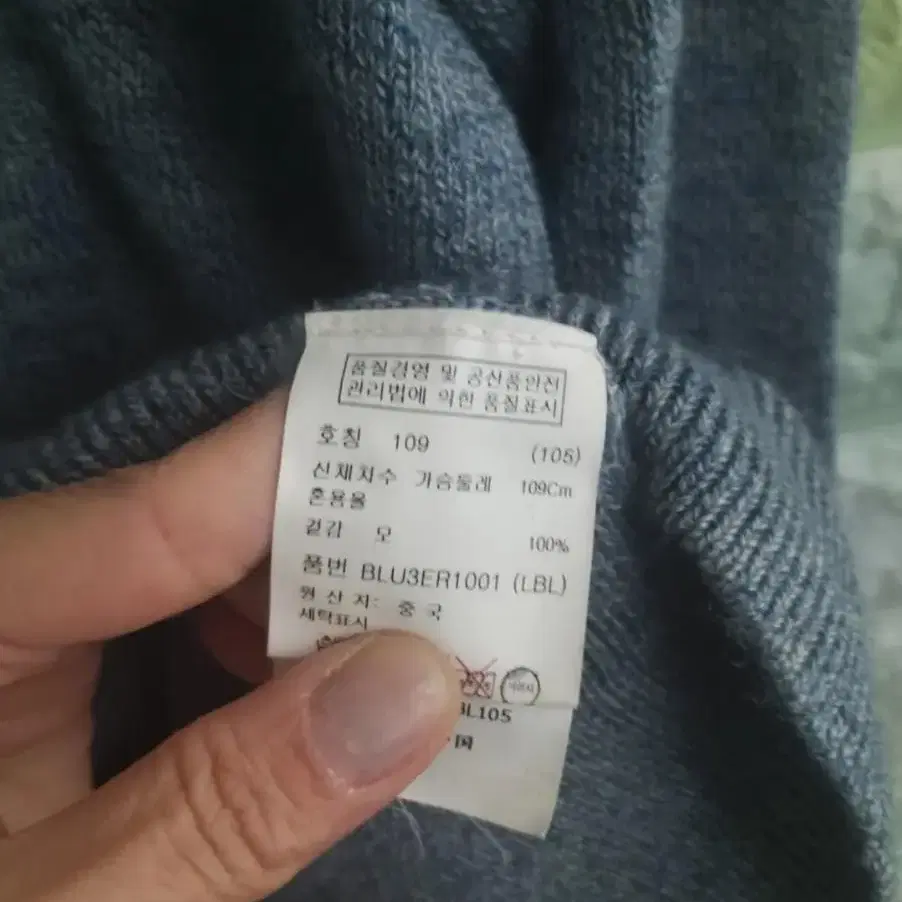 품질경영 및 공산품안전
관리법에 의한 품질표시
호칭 109 (105)
신체치수 가슴둘레 109Cm
혼용율
겉감 모 100%
품번 BLU3ER1001 (LBL)
원 산 지: 중국
세탁표시
BL105
国